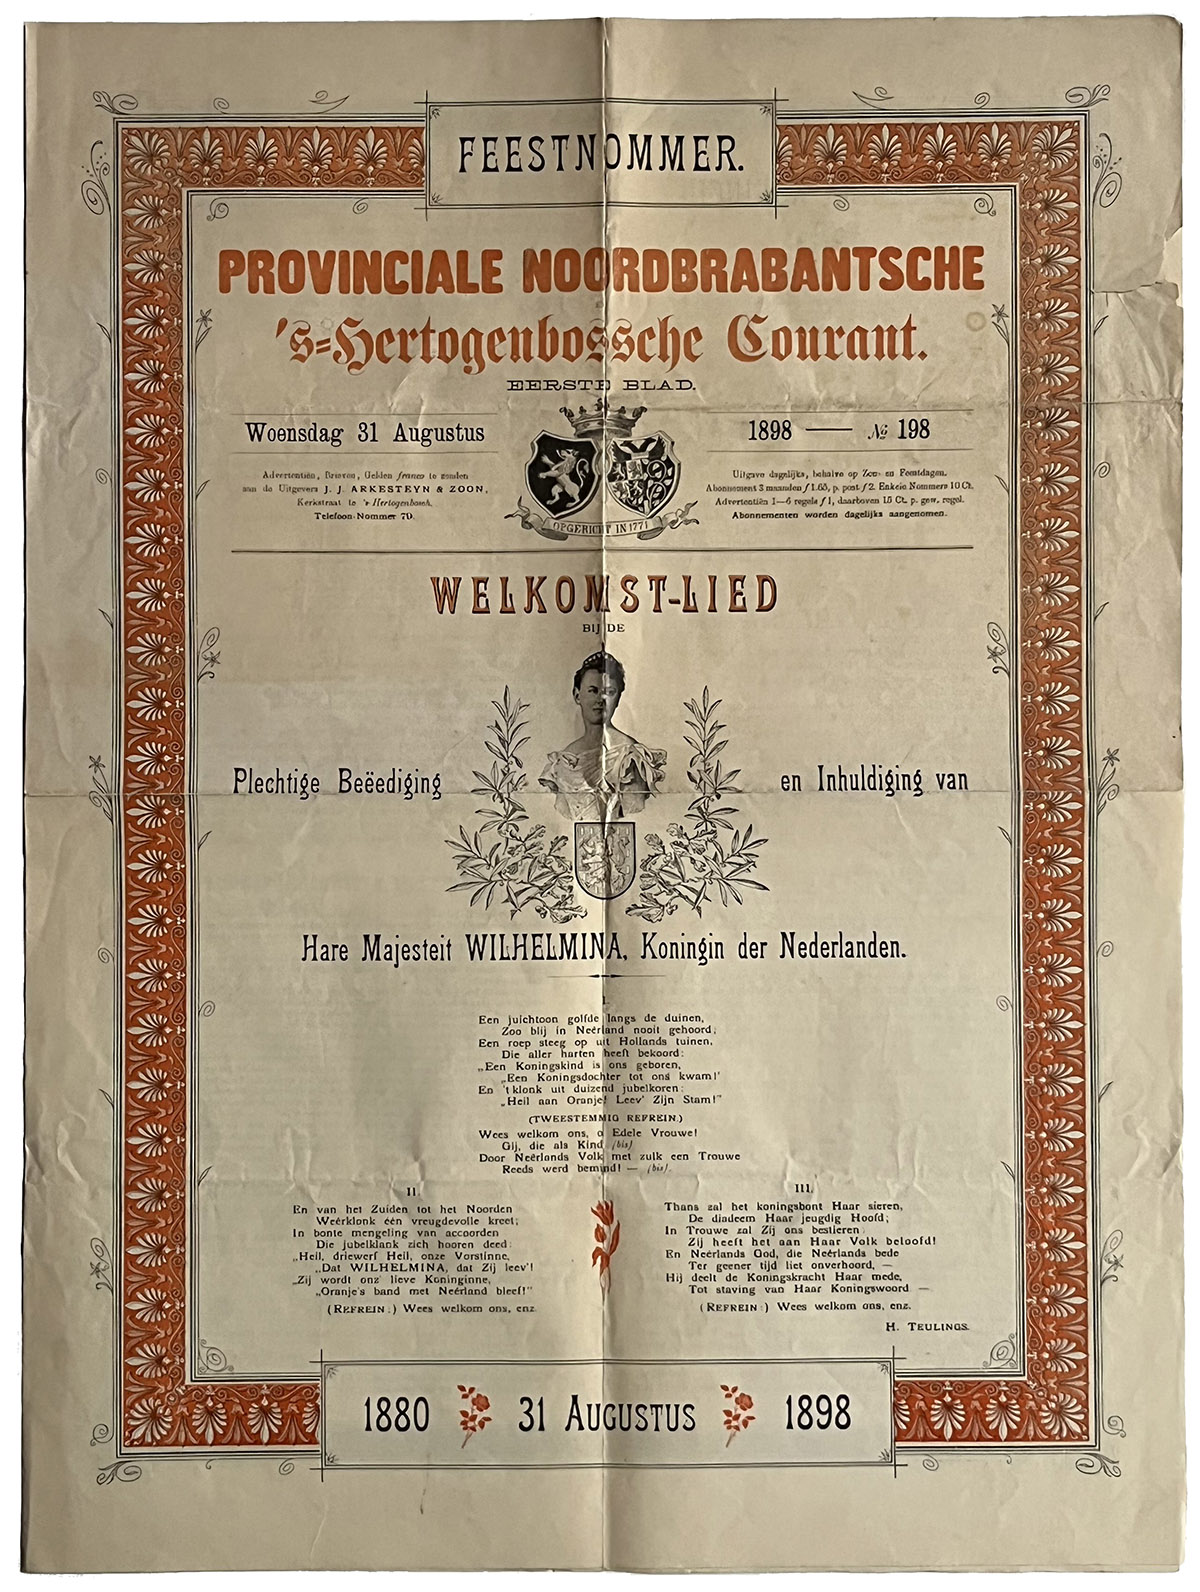 FEESTNOMMER.
PROVINCIALE NOORDBRABANTSCHE
's-Hertogenbossche Courant.
EERSTE BLAD.
Woensdag 31 Augustus
1898 — № 198
Advertentiën, Brieven, Gelden franco te zenden
aan de Uitgevers J. J. ARKESTEYN & ZOON,
Kerkstraat te 's Hertogenbosch.
Telefoon-Nommer 79.
Uitgave dagelijks, behalve op Zon- en Feestdagen.
Abonnement 3 maanden f 1.65, p. post f 2. Enkele Nommers 10 Ct.
Advertentiën 1—6 regels f 1, daarboven 15 Ct. p. gew. regel.
Abonnementen worden dagelijks aangenomen.
OPGERICHT IN 1771
WELKOMST-LIED
BIJ DE
Plechtige Beëediging en Inhuldiging van
Hare Majesteit WILHELMINA, Koningin der Nederlanden.
I.
Een juichtoon golfde langs de duinen,
Zoo blij in Neêrland nooit gehoord;
Een roep steeg op uit Hollands tuinen,
Die aller harten heeft bekoord:
„Een Koningskind is ons geboren,
„Een Koningsdochter tot ons kwam!"
En 't klonk uit duizend jubelkoren:
„Heil aan Oranje! Leev' Zijn Stam!"
(TWEESTEMMIG REFREIN.)
Wees welkom ons, o Edele Vrouwe!
Gij, die als Kind (bis)
Door Neêrlands Volk met zulk een Trouwe
Reeds werd bemind! — (bis).
II.
En van het Zuiden tot het Noorden
Weêrklonk één vreugdevolle kreet;
In bonte mengeling van accoorden
Die jubelklank zich hooren deed:
„Heil, driewerf Heil, onze Vorstinne,
„Dat WILHELMINA, dat Zij leev'!
„Zij wordt onz' lieve Koninginne,
„Oranje's band met Neêrland bleef!"
(REFREIN:) Wees welkom ons, enz.
III.
Thans zal het koningsbont Haar sieren,
De diadeem Haar jeugdig Hoofd;
In Trouwe zal Zij ons bestieren:
Zij heeft het aan Haar Volk beloofd!
En Neêrlands God, die Neêrlands bede
Ter geener tijd liet onverhoord, —
Hij deelt de Koningskracht Haar mede,
Tot staving van Haar Koningswoord —
(REFREIN:) Wees welkom ons, enz.
H. TEULINGS.
1880 31 AUGUSTUS 1898